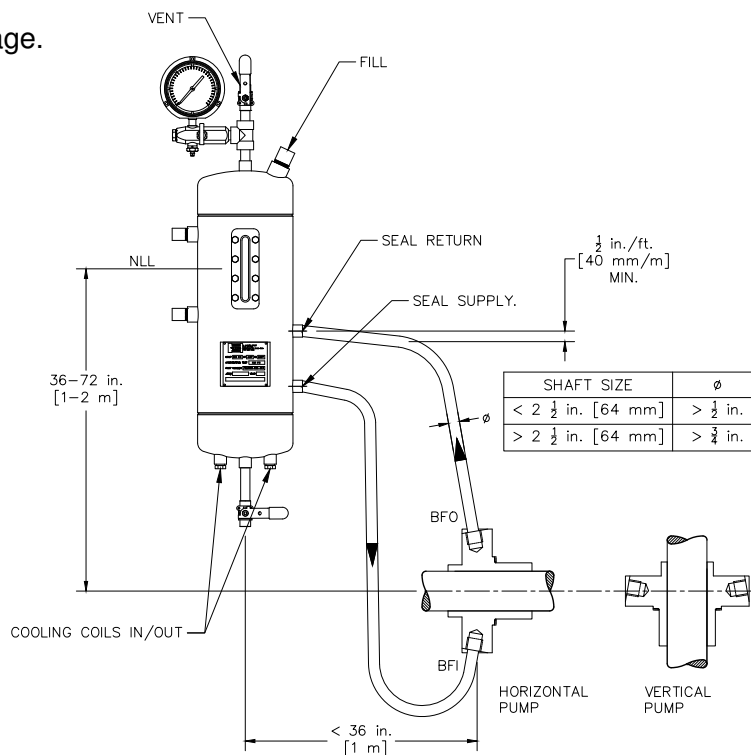 age.
VENT
FILL
SEAL RETURN
NLL
SEAL SUPPLY.
1/2 in./ft.
[40 mm/m]
MIN.
36-72 in.
[1-2 m]
SHAFT SIZE ø
< 2 1/2 in. [64 mm] > 1/2 in.
> 2 1/2 in. [64 mm] > 3/4 in.
ø
BFO
COOLING COILS IN/OUT
BFI
HORIZONTAL
PUMP
VERTICAL
PUMP
< 36 in.
[1 m]